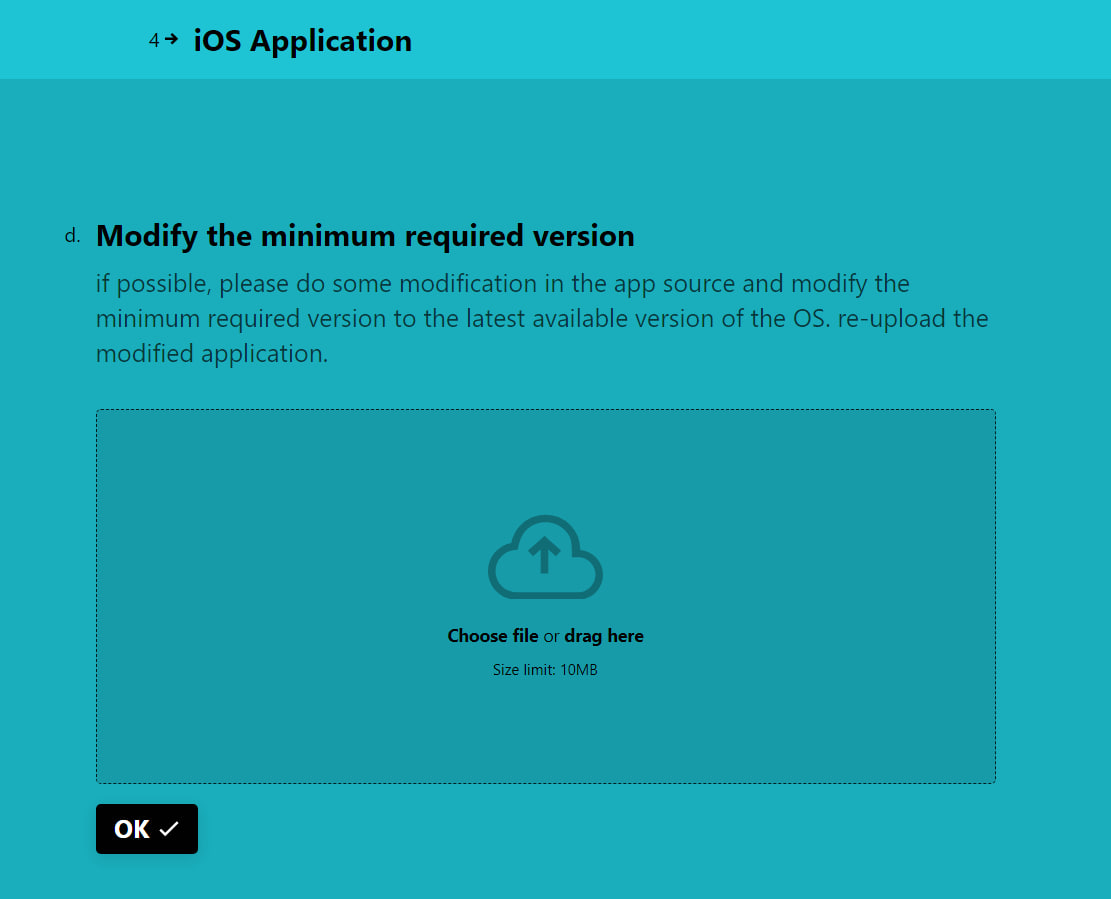 4 → iOS Application
d. Modify the minimum required version
if possible, please do some modification in the app source and modify the
minimum required version to the latest available version of the OS. re-upload the
modified application.
Choose file or drag here
Size limit: 10MB
OK ✓